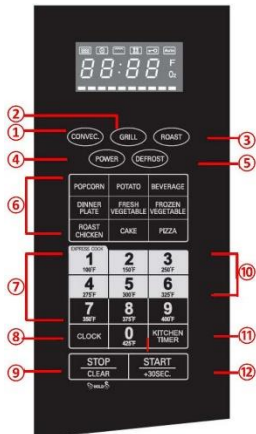 88:88 F
Oz
② 
① CONVEC. GRILL ROAST ③
④ POWER DEFROST ⑤
⑥
POPCORN POTATO BEVERAGE
DINNER PLATE FRESH VEGETABLE FROZEN VEGETABLE
ROAST CHICKEN CAKE PIZZA
EXPRESS COOK
1 2 3
100°F 150°F 250°F
⑦ ⑩
4 5 6
275°F 300°F 325°F
7 8 9
350°F 375°F 400°F
⑧ CLOCK 0 KITCHEN TIMER ⑪
425°F
⑨ STOP START ⑫
CLEAR +30SEC.
HOLD